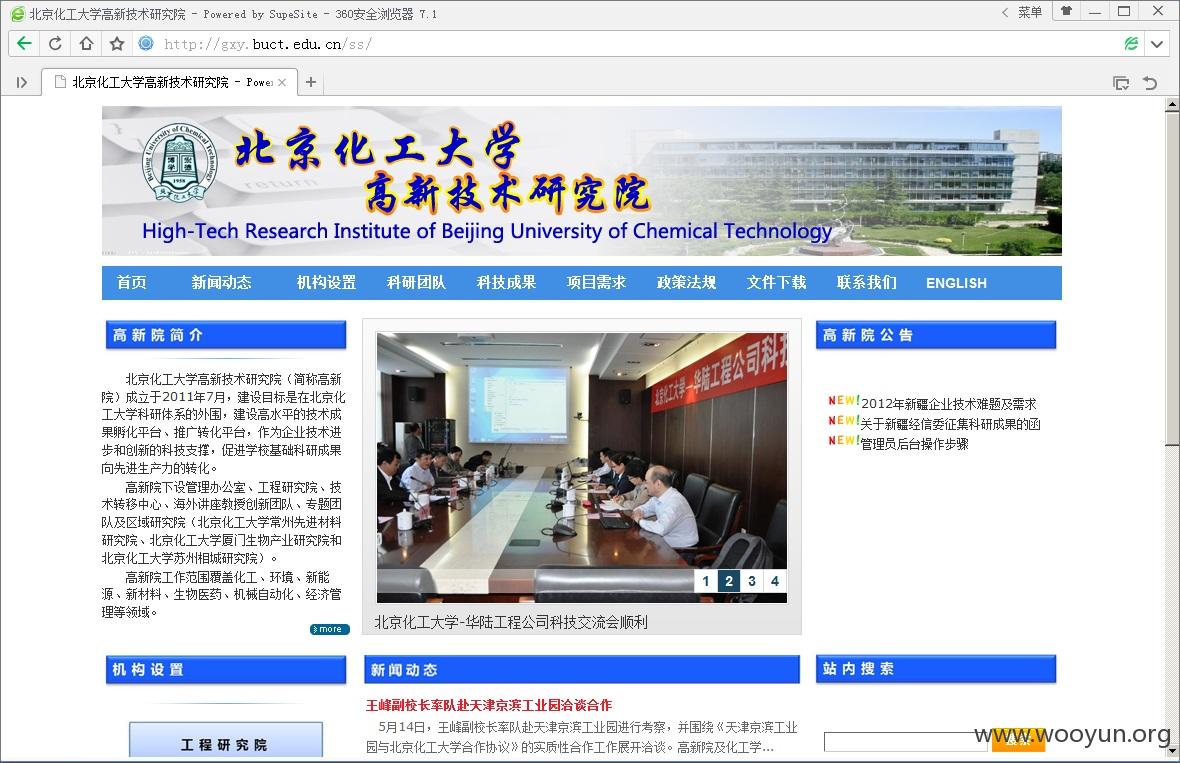 北京化工大学高新技术研究院 - Powered by SupeSite - 360安全浏览器 7.1
菜单
http://gxy.buct.edu.cn/ss/
北京化工大学高新技术研究院 - Power
Beijing University of Chemical Technology
1958
北京化工大学
高新技术研究院
return
High-Tech Research Institute of Beijing University of Chemical Technology
首页 新闻动态 机构设置 科研团队 科技成果 项目需求 政策法规 文件下载 联系我们 ENGLISH
高新院简介
北京化工大学高新技术研究院（简称高新
院）成立于2011年7月，建设目标是在北京化
工大学科研体系的外围，建设高水平的技术成
果孵化平台、推广转化平台，作为企业技术进
步和创新的科技支撑，促进学校基础科研成果
向先进生产力的转化。
高新院下设管理办公室、工程研究院、技
术转移中心、海外讲座教授创新团队、专题团
队及区域研究院（北京化工大学常州先进材料
研究院、北京化工大学厦门生物产业研究院和
北京化工大学苏州相城研究院）。
高新院工作范围覆盖化工、环境、新能
源、新材料、生物医药、机械自动化、经济管
理等领域。
more
北京化工大学—华陆工程公司科技
1 2 3 4
北京化工大学-华陆工程公司科技交流会顺利
高新院公告
NEW!2012年新疆企业技术难题及需求
NEW!关于新疆经信委征集科研成果的函
NEW!管理员后台操作步骤
机构设置
工程研究院
新闻动态
王峰副校长率队赴天津京滨工业园洽谈合作
5月14日，王峰副校长率队赴天津京滨工业园进行考察，并围绕《天津京滨工业
园与北京化工大学合作协议》的实质性合作工作展开洽谈。高新院及化工学...
站内搜索
搜索
www.wooyun.org